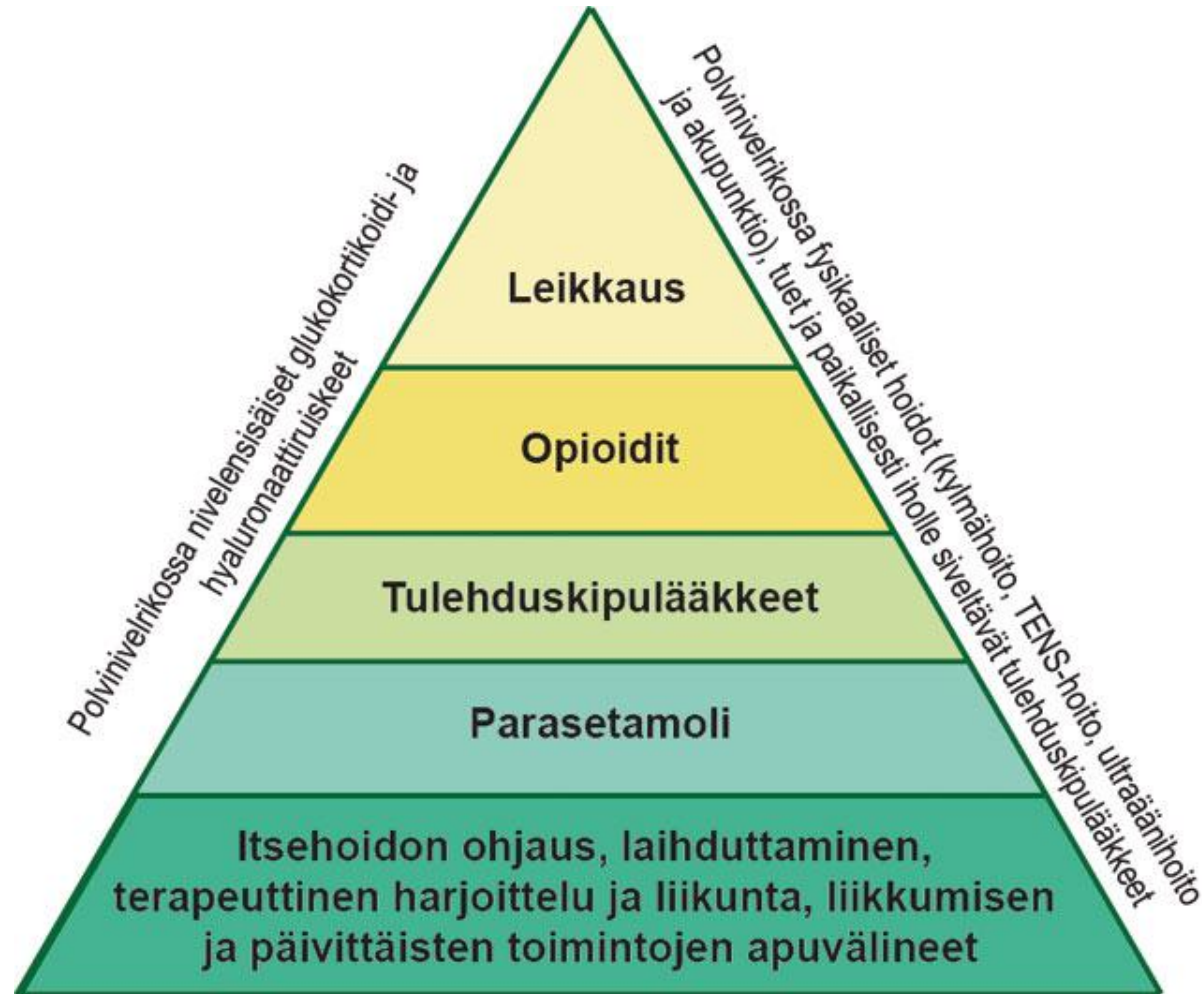 Polvinivelrikossa nivelensisäiset glukokortikoidi- ja
hyaluronaattiruiskeet
Polvinivelrikossa fysikaaliset hoidot (kylmähoito, TENS-hoito, ultraäänihoito
ja akupunktio), tuet ja paikallisesti iholle siveltävät tulehduskipulääkkeet
Leikkaus
Opioidit
Tulehduskipulääkkeet
Parasetamoli
Itsehoidon ohjaus, laihduttaminen,
terapeuttinen harjoittelu ja liikunta, liikkumisen
ja päivittäisten toimintojen apuvälineet